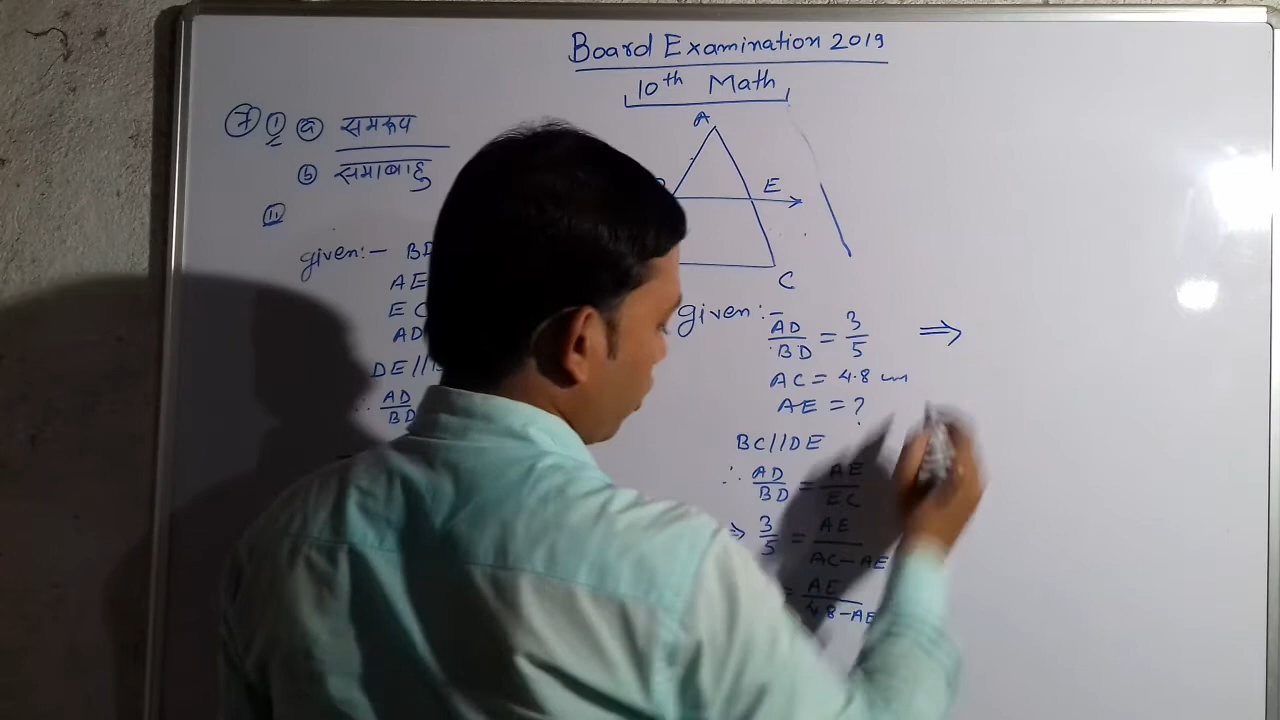 Board Examination 2019
10th Math
7 i a समरूप
b समाबाहु
ii
given:- BD
AE
EC
AD
DE//
∴ AD/BD
A
E
C
given:-
AD/BD = 3/5 ⇒
AC = 4.8 cm
AE = ?
BC//DE
∴ AD/BD = AE/EC
⇒ 3/5 = AE/AC-AE
= AE/4.8-AE